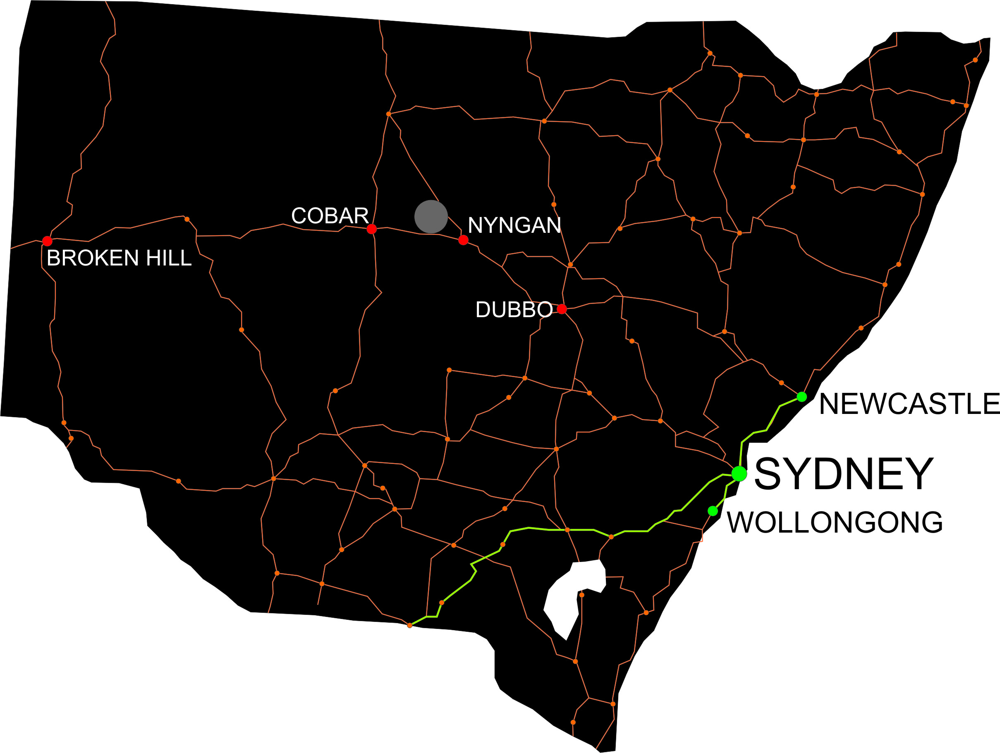 COBAR
NYNGAN
BROKEN HILL
DUBBO
NEWCASTLE
SYDNEY
WOLLONGONG